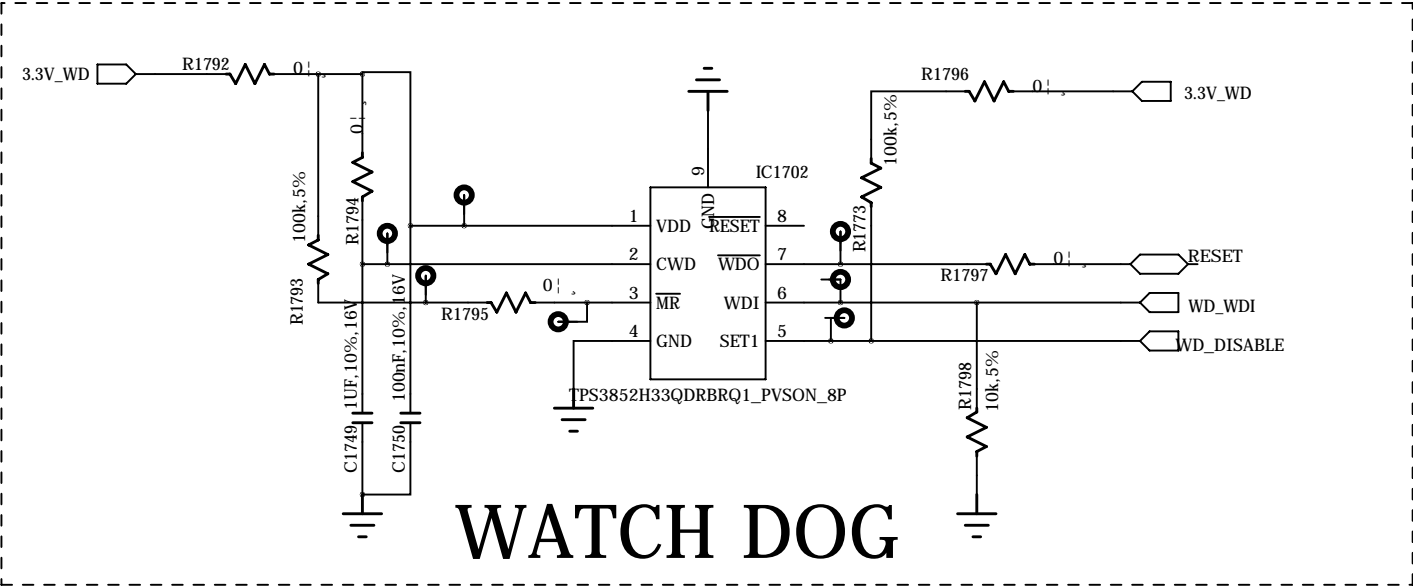 3.3V_WD
R1792
0
R1796
0
3.3V_WD
0
100k,5%
9
IC1702
100k,5%
R1794
R1773
1
VDD
GND
RESET
8
2
CWD
WDO
7
R1797
0
RESET
R1793
R1795
0
3
MR
WDI
6
WD_WDI
4
GND
SET1
5
WD_DISABLE
1UF,10%,16V
100nF,10%,16V
TPS3852H33QDRBRQ1_PVSON_8P
R1798
10k,5%
C1749
C1750
WATCH DOG